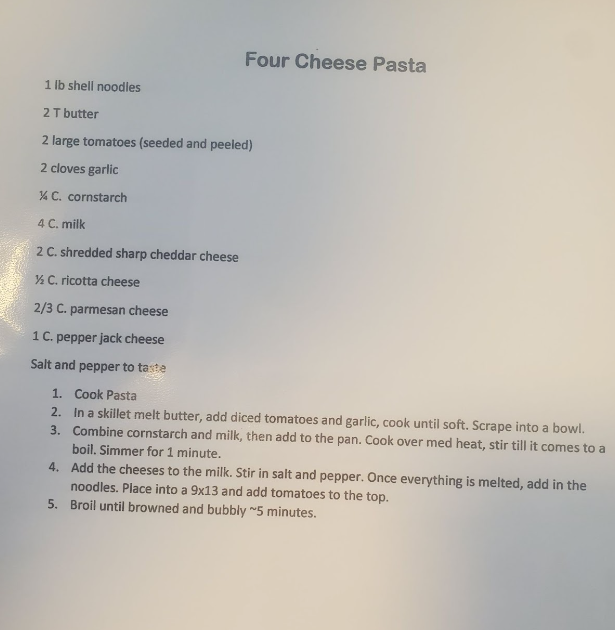 Four Cheese Pasta
1 lb shell noodles
2 T butter
2 large tomatoes (seeded and peeled)
2 cloves garlic
¼ C. cornstarch
4 C. milk
2 C. shredded sharp cheddar cheese
½ C. ricotta cheese
2/3 C. parmesan cheese
1 C. pepper jack cheese
Salt and pepper to taste
1. Cook Pasta
2. In a skillet melt butter, add diced tomatoes and garlic, cook until soft. Scrape into a bowl.
3. Combine cornstarch and milk, then add to the pan. Cook over med heat, stir till it comes to a
boil. Simmer for 1 minute.
4. Add the cheeses to the milk. Stir in salt and pepper. Once everything is melted, add in the
noodles. Place into a 9x13 and add tomatoes to the top.
5. Broil until browned and bubbly ~5 minutes.